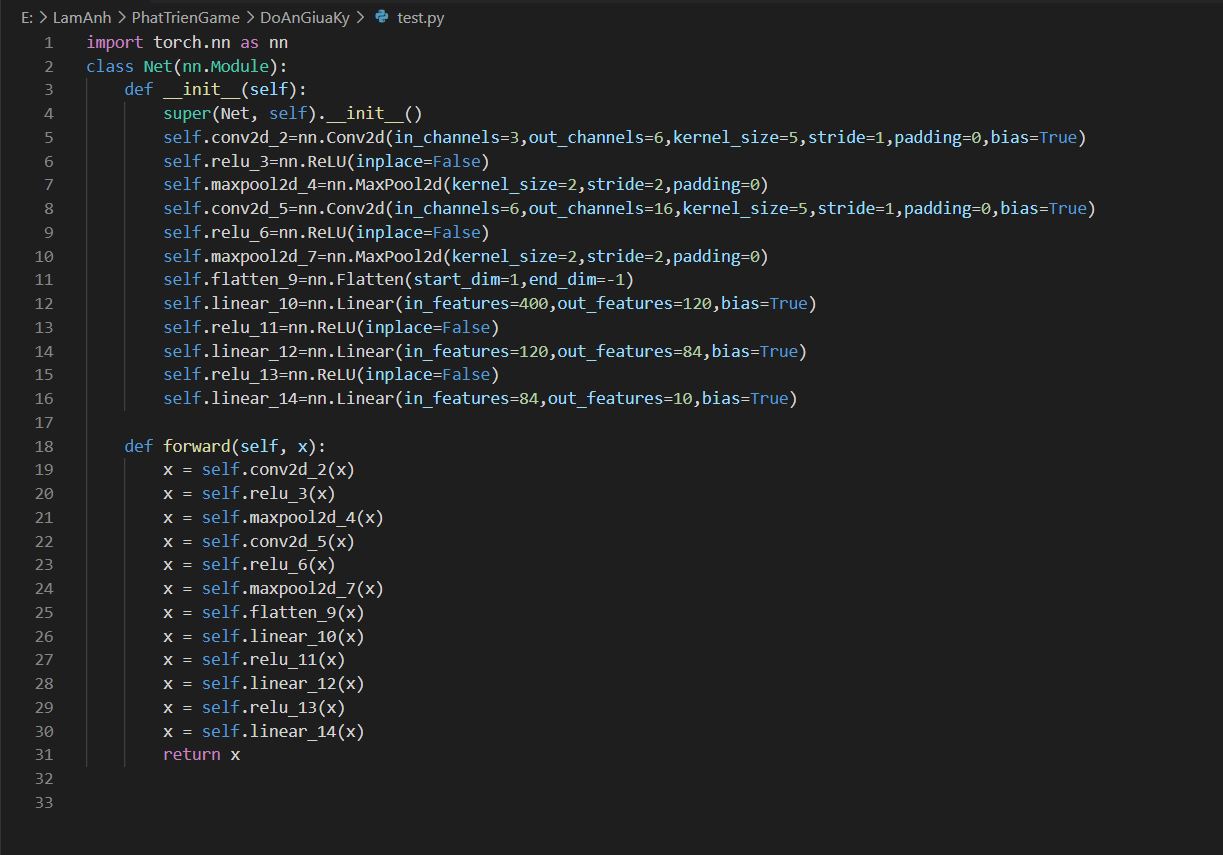 E: > LamAnh > PhatTrienGame > DoAnGiuaKy > test.py
1 import torch.nn as nn
2 class Net(nn.Module):
3     def __init__(self):
4         super(Net, self).__init__()
5         self.conv2d_2=nn.Conv2d(in_channels=3,out_channels=6,kernel_size=5,stride=1,padding=0,bias=True)
6         self.relu_3=nn.ReLU(inplace=False)
7         self.maxpool2d_4=nn.MaxPool2d(kernel_size=2,stride=2,padding=0)
8         self.conv2d_5=nn.Conv2d(in_channels=6,out_channels=16,kernel_size=5,stride=1,padding=0,bias=True)
9         self.relu_6=nn.ReLU(inplace=False)
10         self.maxpool2d_7=nn.MaxPool2d(kernel_size=2,stride=2,padding=0)
11         self.flatten_9=nn.Flatten(start_dim=1,end_dim=-1)
12         self.linear_10=nn.Linear(in_features=400,out_features=120,bias=True)
13         self.relu_11=nn.ReLU(inplace=False)
14         self.linear_12=nn.Linear(in_features=120,out_features=84,bias=True)
15         self.relu_13=nn.ReLU(inplace=False)
16         self.linear_14=nn.Linear(in_features=84,out_features=10,bias=True)
17
18     def forward(self, x):
19         x = self.conv2d_2(x)
20         x = self.relu_3(x)
21         x = self.maxpool2d_4(x)
22         x = self.conv2d_5(x)
23         x = self.relu_6(x)
24         x = self.maxpool2d_7(x)
25         x = self.flatten_9(x)
26         x = self.linear_10(x)
27         x = self.relu_11(x)
28         x = self.linear_12(x)
29         x = self.relu_13(x)
30         x = self.linear_14(x)
31         return x
32
33